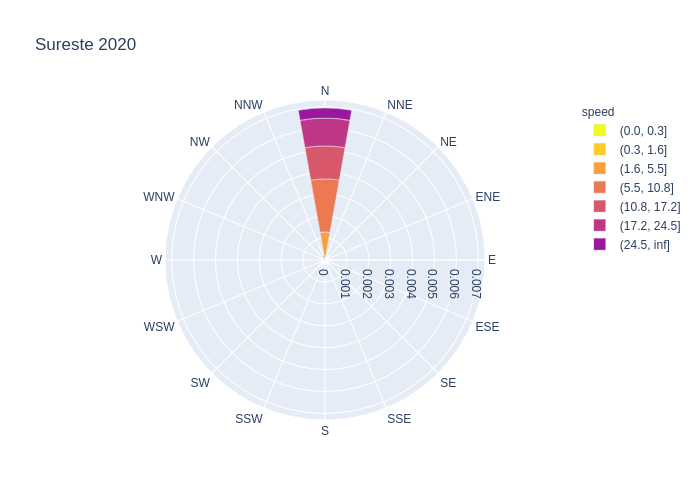 Sureste 2020
N
NNE
NE
ENE
E
ESE
SE
SSE
S
SSW
SW
WSW
W
WNW
NW
NNW
0
0.001
0.002
0.003
0.004
0.005
0.006
0.007
speed
(0.0, 0.3]
(0.3, 1.6]
(1.6, 5.5]
(5.5, 10.8]
(10.8, 17.2]
(17.2, 24.5]
(24.5, inf]